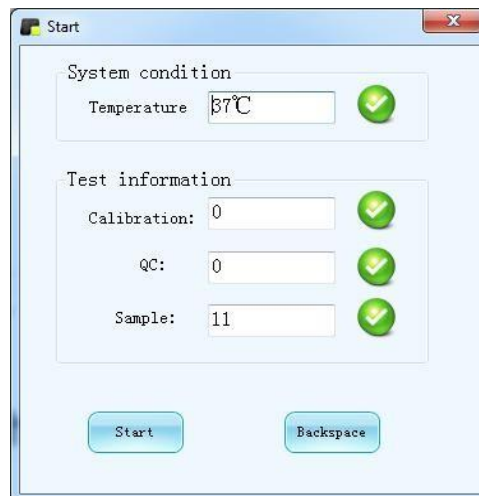 Start
System condition
Temperature 37℃
Test information
Calibration: 0
QC: 0
Sample: 11
Start Backspace